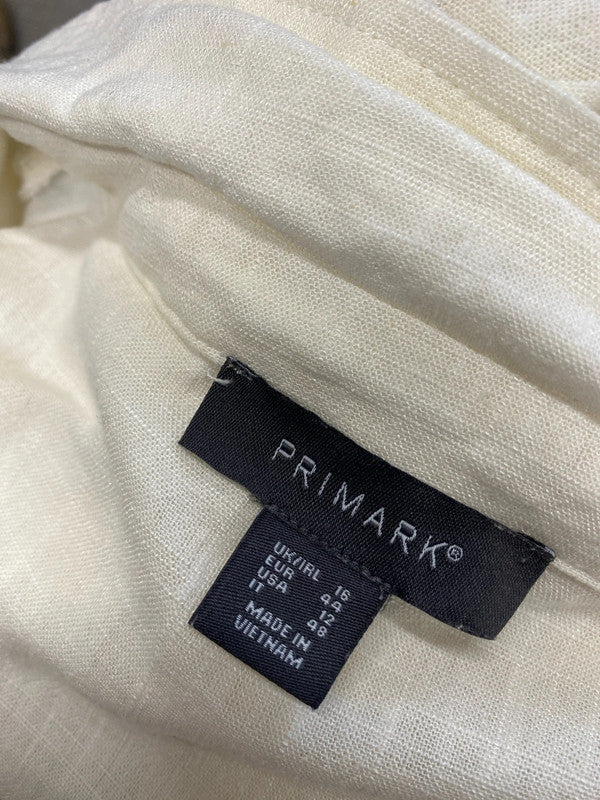 PRIMARK®
UK/IRL 16
EUR 44
USA 12
IT 48
MADE IN
VIETNAM